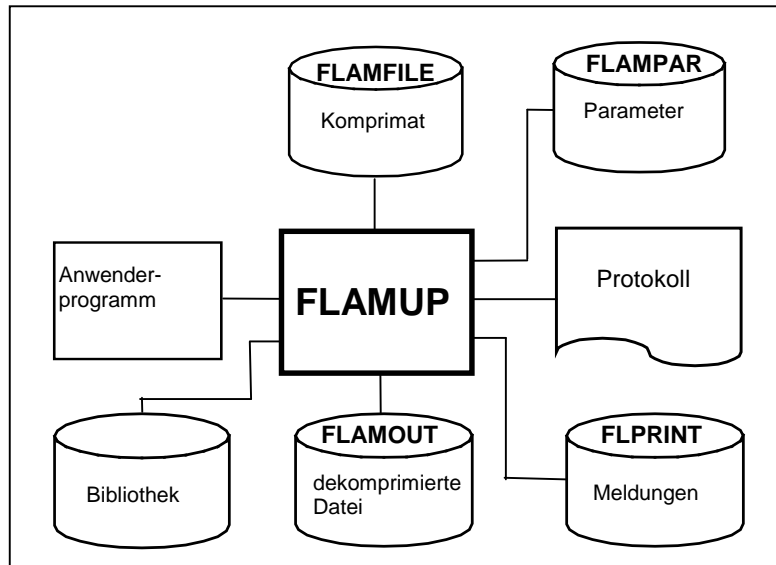 FLAMFILE
Komprimat
FLAMPAR
Parameter
Anwender-
programm
FLAMUP
Protokoll
Bibliothek
FLAMOUT
dekomprimierte
Datei
FLPRINT
Meldungen